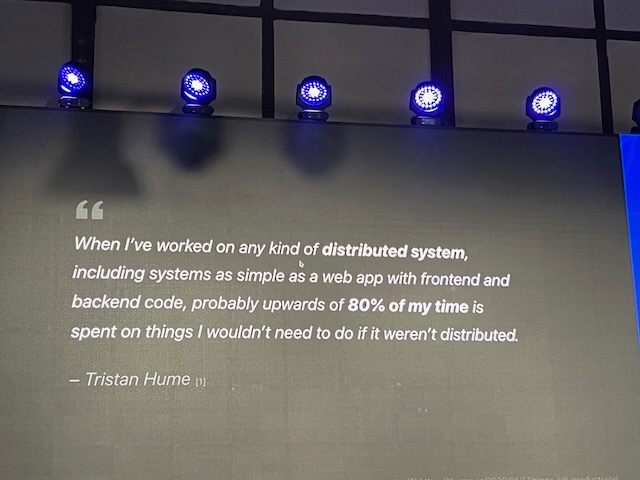 “
When I’ve worked on any kind of distributed system,
including systems as simple as a web app with frontend and
backend code, probably upwards of 80% of my time is
spent on things I wouldn’t need to do if it weren’t distributed.
– Tristan Hume [1]